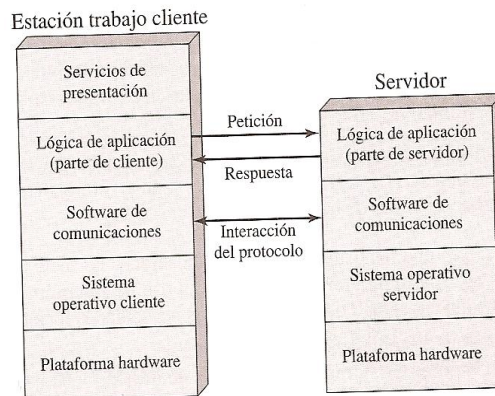 Estación trabajo cliente
Servicios de
presentación
Lógica de aplicación
(parte de cliente)
Software de
comunicaciones
Sistema
operativo cliente
Plataforma hardware
Petición
Respuesta
Interacción
del protocolo
Servidor
Lógica de aplicación
(parte de servidor)
Software de
comunicaciones
Sistema operativo
servidor
Plataforma hardware